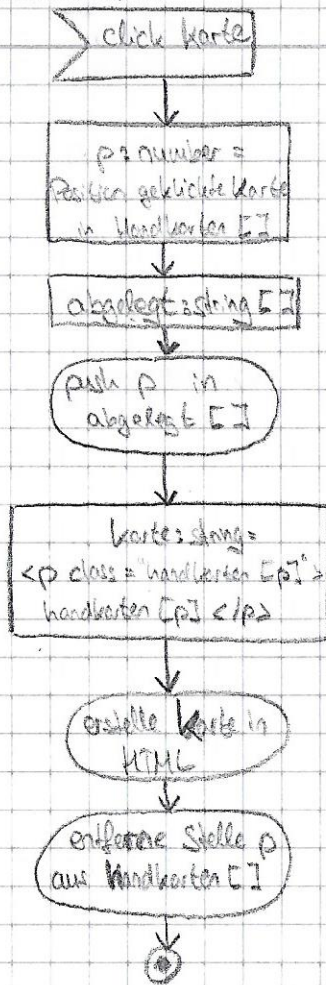 click Karte
p: number =
Position geklickte Karte
in Handkarten []
abgelegt: string []
push p in
abgelegt []
Karte: string =
<p class="handkarten [p]">
handkarten [p] </p>
erstelle Karte in
HTML
entferne Stelle p
aus Handkarten []